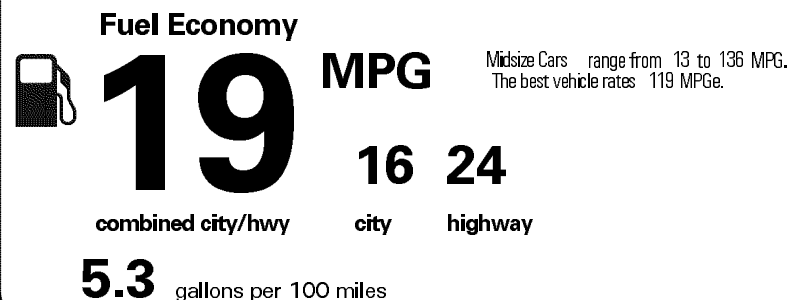 Fuel Economy
19 MPG
Midsize Cars range from 13 to 136 MPG.
The best vehicle rates 119 MPGe.
16 24
combined city/hwy city highway
5.3 gallons per 100 miles